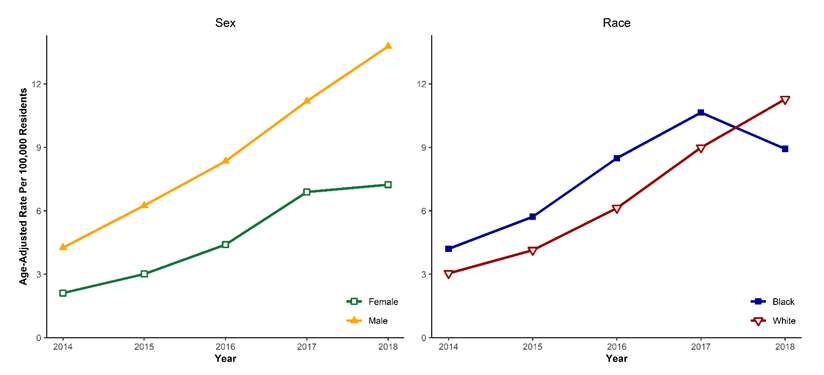 Sex
Race
Age-Adjusted Rate Per 100,000 Residents
12
9
6
3
0
Female
Male
2014 2015 2016 2017 2018
Year
12
9
6
3
0
Black
White
2014 2015 2016 2017 2018
Year